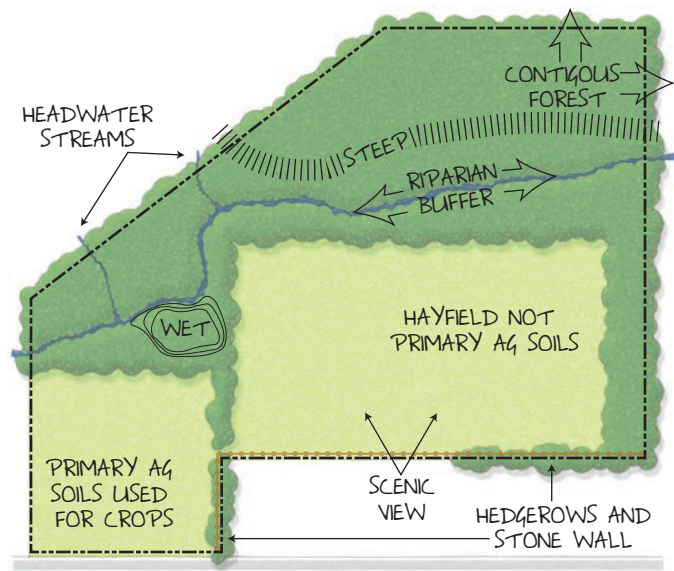 CONTIGOUS
FOREST
HEADWATER
STREAMS
STEEP
RIPARIAN
BUFFER
WET
HAYFIELD NOT
PRIMARY AG SOILS
PRIMARY AG
SOILS USED
FOR CROPS
SCENIC
VIEW
HEDGEROWS AND
STONE WALL